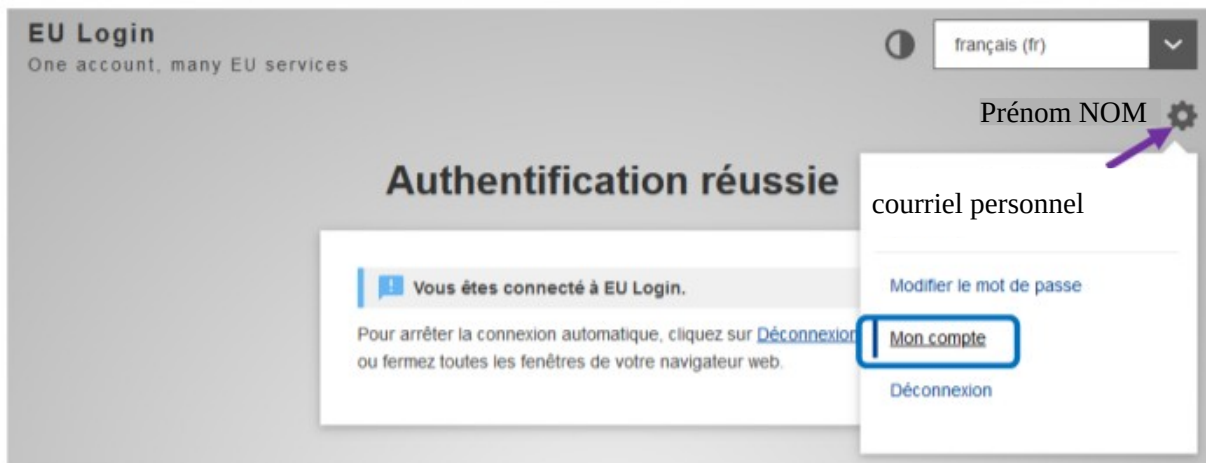 EU Login
One account, many EU services
français (fr)
Prénom NOM
Authentification réussie
courriel personnel
Vous êtes connecté à EU Login.
Pour arrêter la connexion automatique, cliquez sur Déconnexion
ou fermez toutes les fenêtres de votre navigateur web.
Modifier le mot de passe
Mon compte
Déconnexion